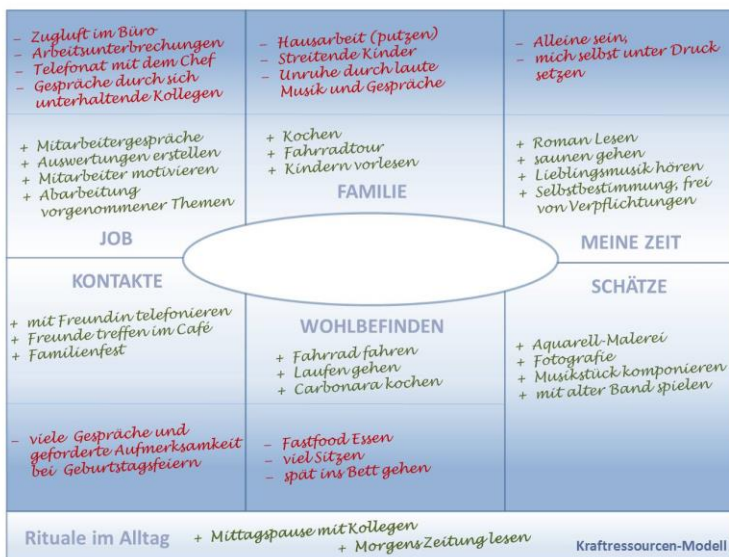 – Zugluft im Büro
– Arbeitsunterbrechungen
– Telefonat mit dem Chef
– Gespräche durch sich
unterhaltende Kollegen
+ Mitarbeitergespräche
+ Auswertungen erstellen
+ Mitarbeiter motivieren
+ Abarbeitung
vorgenommener Themen
JOB
– Hausarbeit (putzen)
– Streitende Kinder
– Unruhe durch laute
Musik und Gespräche
+ Kochen
+ Fahrradtour
+ Kindern vorlesen
FAMILIE
– Alleine sein,
– mich selbst unter Druck
setzen
+ Roman Lesen
+ saunen gehen
+ Lieblingsmusik hören
+ Selbstbestimmung, frei
von Verpflichtungen
MEINE ZEIT
KONTAKTE
+ mit Freundin telefonieren
+ Freunde treffen im Café
+ Familienfest
– viele Gespräche und
geforderte Aufmerksamkeit
bei Geburtstagsfeiern
WOHLBEFINDEN
+ Fahrrad fahren
+ Laufen gehen
+ Carbonara kochen
– Fastfood Essen
– viel Sitzen
– spät ins Bett gehen
SCHÄTZE
+ Aquarell-Malerei
+ Fotografie
+ Musikstück komponieren
+ mit alter Band spielen
Rituale im Alltag
+ Mittagspause mit Kollegen
+ Morgens Zeitung lesen
Kraftressourcen-Modell